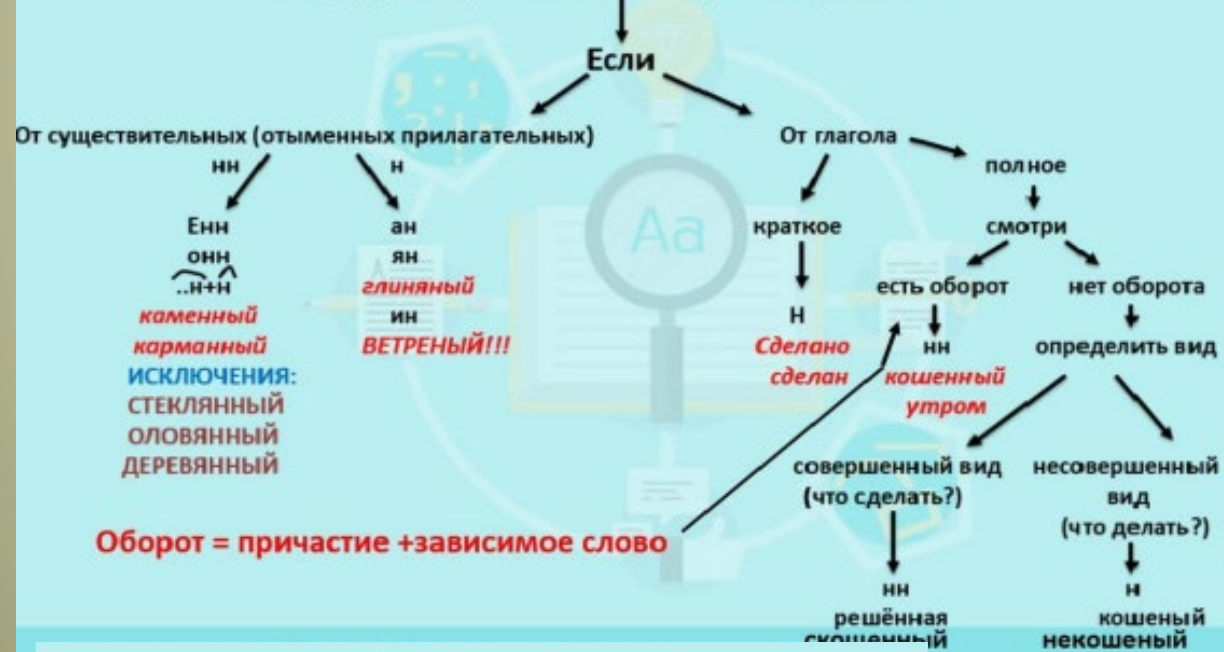 Если
От существительных (отыменных прилагательных)
нн
н
Енн
онн
..н+н
каменный
карманный
ИСКЛЮЧЕНИЯ:
СТЕКЛЯННЫЙ
ОЛОВЯННЫЙ
ДЕРЕВЯННЫЙ
ан
ян
глиняный
ин
ВЕТРЕНЫЙ!!!
От глагола
краткое
Н
Сделано
сделан
полное
смотри
есть оборот
нн
кошенный
утром
нет оборота
определить вид
совершенный вид
(что сделать?)
нн
решённая
скошенный
несовершенный
вид
(что делать?)
н
кошеный
некошеный
Оборот = причастие +зависимое слово
Aa